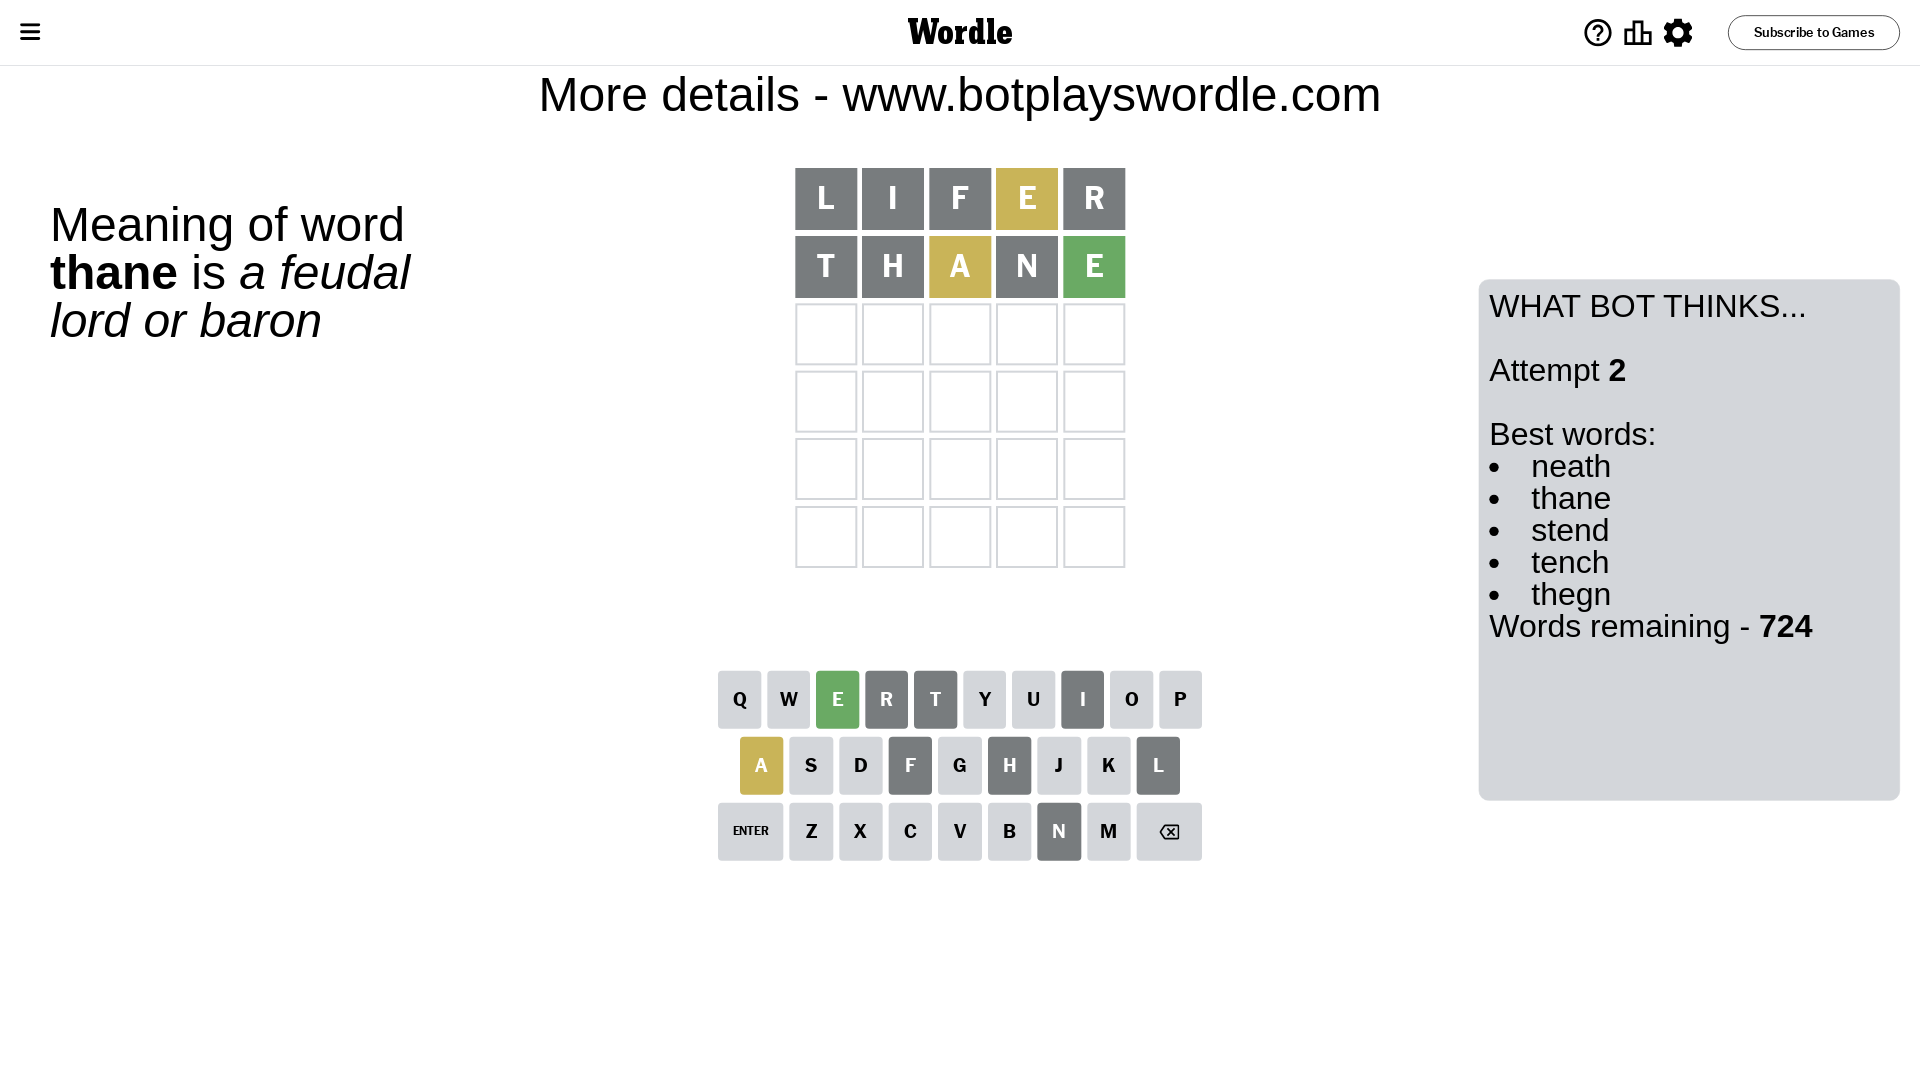 Wordle
Subscribe to Games
More details - www.botplayswordle.com
Meaning of word
thane is a feudal
lord or baron
L I F E R
T H A N E
WHAT BOT THINKS...
Attempt 2
Best words:
• neath
• thane
• stend
• tench
• thegn
Words remaining - 724
Q W E R T Y U I O P
A S D F G H J K L
ENTER Z X C V B N M